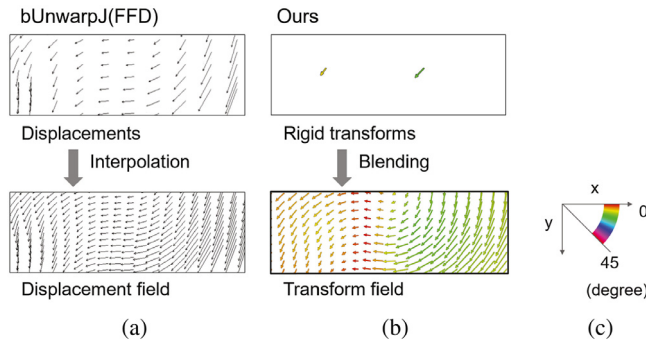 bUnwarpJ(FFD)
Ours
Displacements
Rigid transforms
Interpolation
Blending
x
0
y
45
(degree)
Displacement field
Transform field
(a)
(b)
(c)